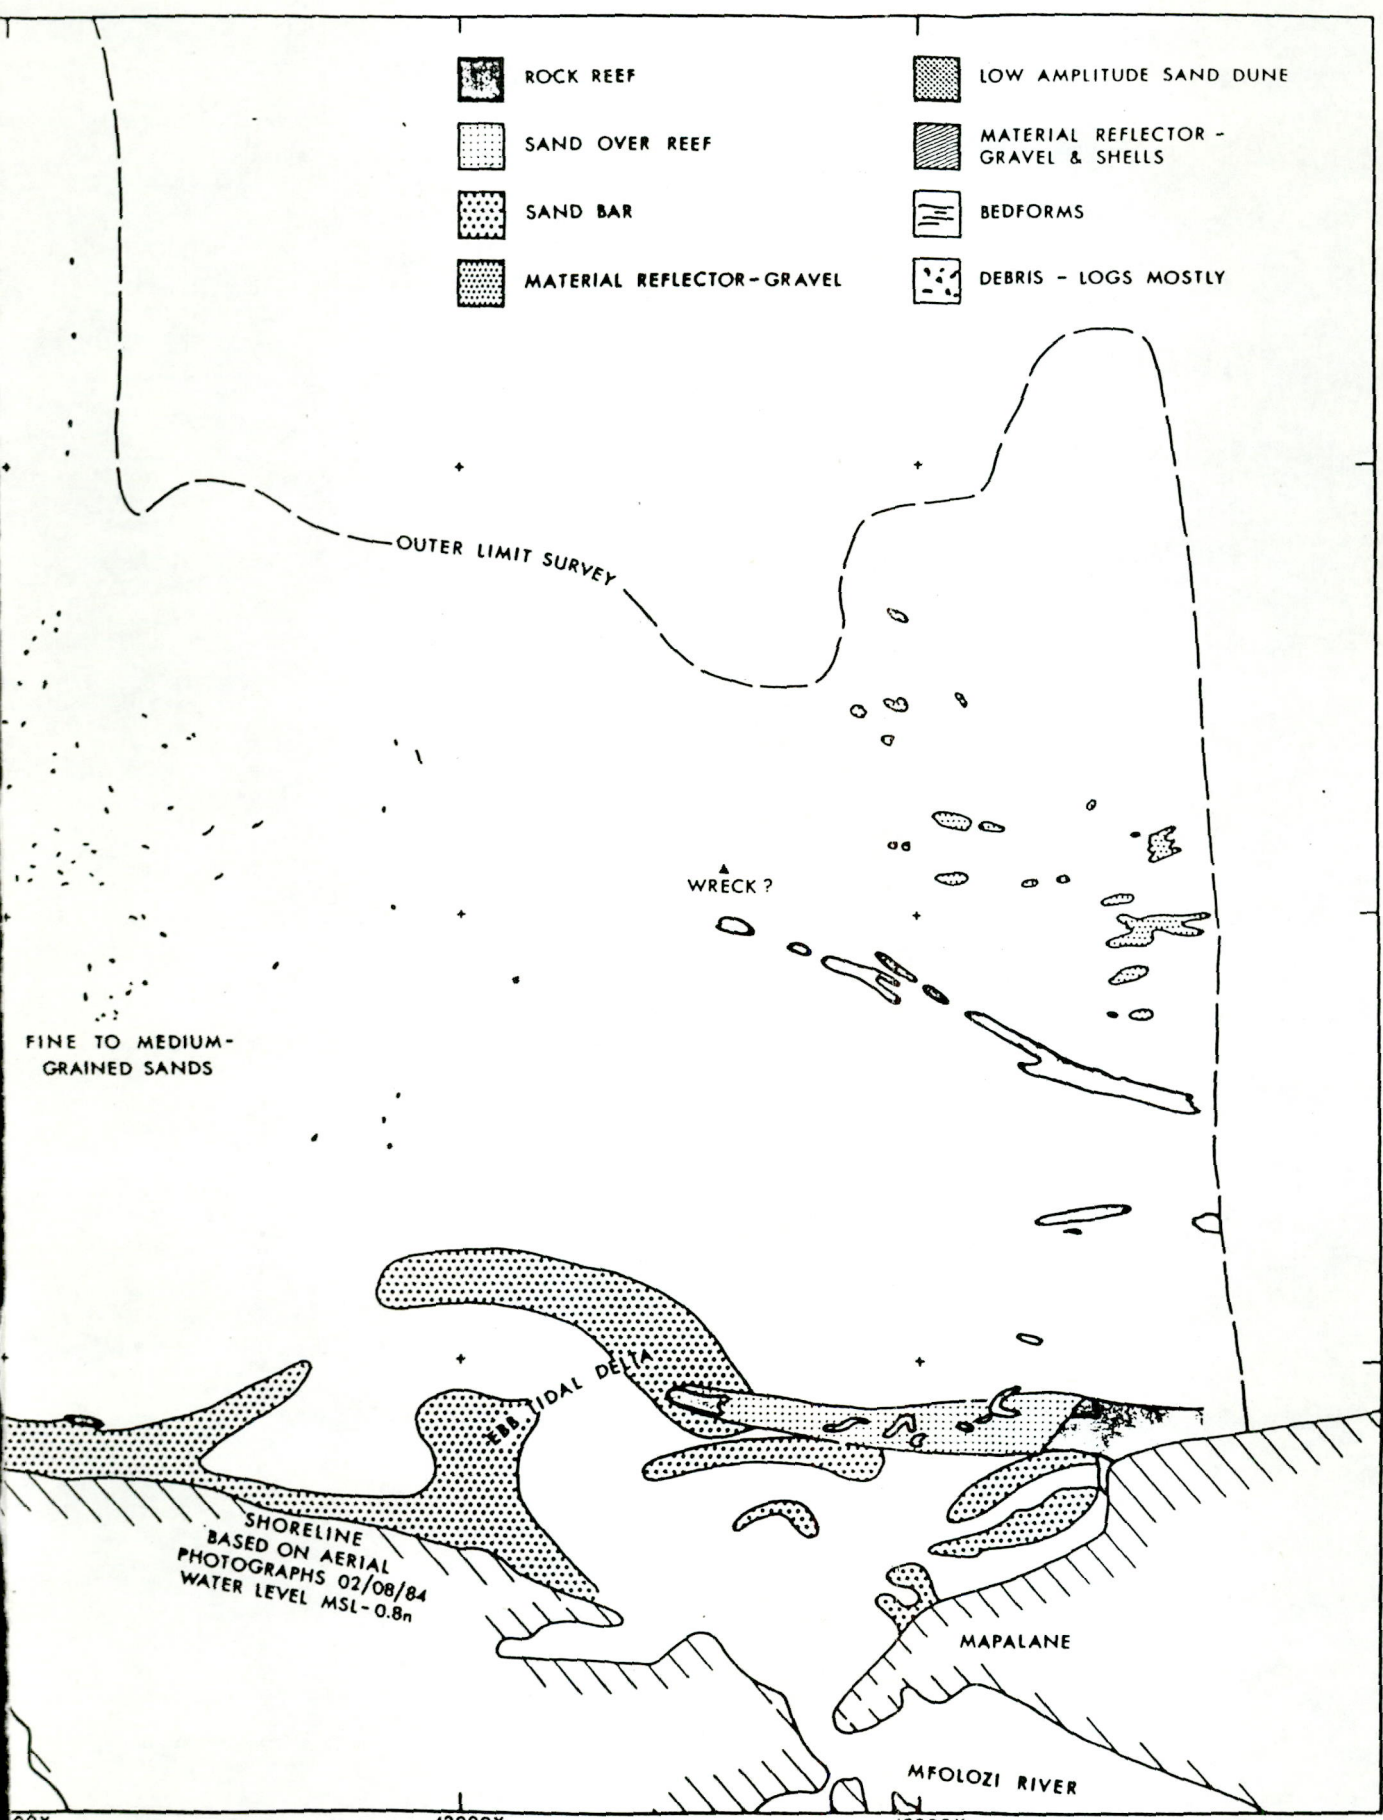 ROCK REEF
SAND OVER REEF
SAND BAR
MATERIAL REFLECTOR-GRAVEL
LOW AMPLITUDE SAND DUNE
MATERIAL REFLECTOR -
GRAVEL & SHELLS
BEDFORMS
DEBRIS - LOGS MOSTLY
OUTER LIMIT SURVEY
WRECK ?
FINE TO MEDIUM-
GRAINED SANDS
EBB TIDAL DELTA
SHORELINE
BASED ON AERIAL
PHOTOGRAPHS 02/08/84
WATER LEVEL MSL-0.8n
MAPALANE
MFOLOZI RIVER